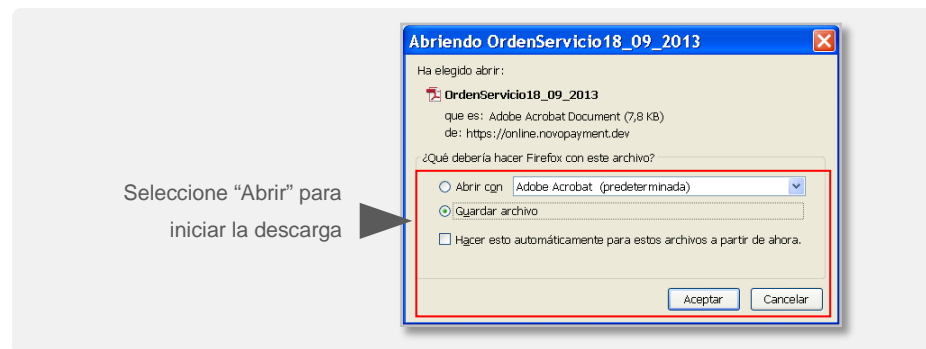 Abriendo OrdenServicio18_09_2013
Ha elegido abrir:
OrdenServicio18_09_2013
que es: Adobe Acrobat Document (7,8 KB)
de: https://online.novopayment.dev
¿Qué debería hacer Firefox con este archivo?
Abrir con Adobe Acrobat (predeterminada)
Guardar archivo
Hacer esto automáticamente para estos archivos a partir de ahora.
Aceptar Cancelar
Seleccione “Abrir” para
iniciar la descarga